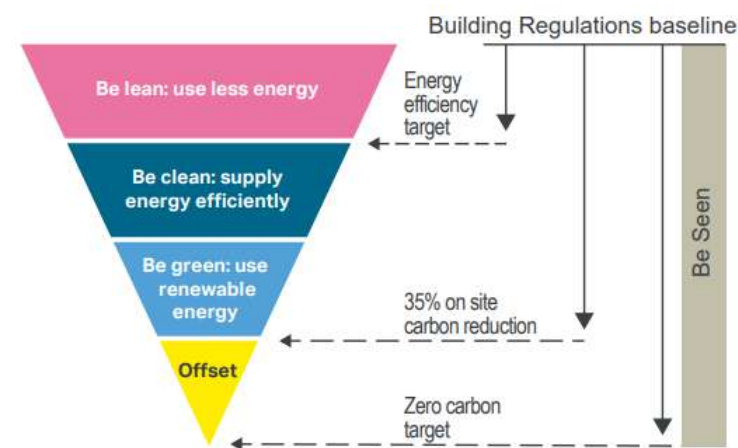 Building Regulations baseline
Be lean: use less energy
Energy
efficiency
target
Be clean: supply
energy efficiently
Be Seen
Be green: use
renewable
energy
35% on site
carbon reduction
Offset
Zero carbon
target